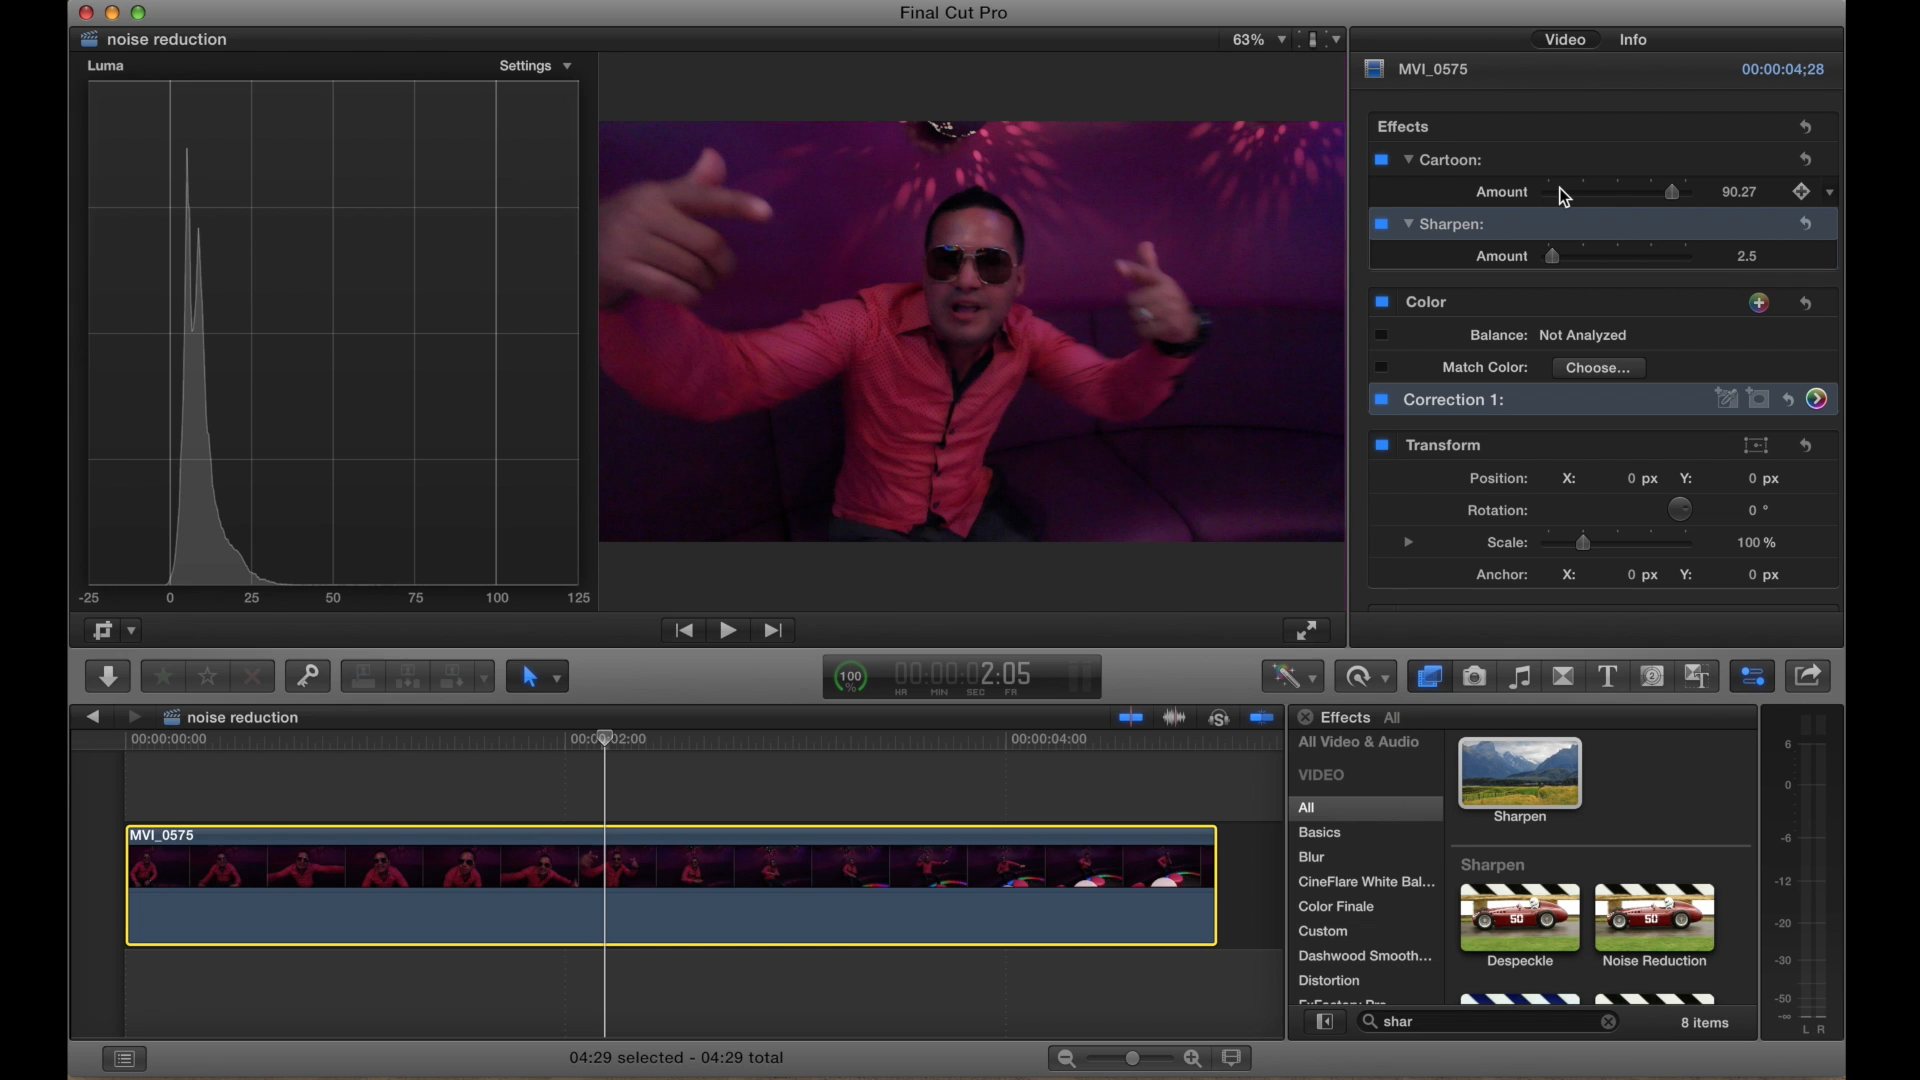 Final Cut Pro
noise reduction
63%
Video
Info
Luma
Settings
MVI_0575
00:00:04;28
Effects
Cartoon:
Amount
90.27
Sharpen:
Amount
2.5
Color
Balance: Not Analyzed
Match Color: Choose...
Correction 1:
Transform
Position: X: 0 px Y: 0 px
Rotation: 0 °
Scale: 100 %
Anchor: X: 0 px Y: 0 px
-25 0 25 50 75 100 125
100 %
00:00:02:05
HR MIN SEC FR
noise reduction
00:00:00:00
00:00:02:00
00:00:04:00
MVI_0575
Effects All
All Video & Audio
VIDEO
All
Basics
Blur
CineFlare White Bal...
Color Finale
Custom
Dashwood Smooth...
Distortion
Sharpen
Sharpen
50
50
Despeckle
Noise Reduction
shar
8 items
6
0
-6
-12
-20
-30
-50
-∞
L R
04:29 selected - 04:29 total